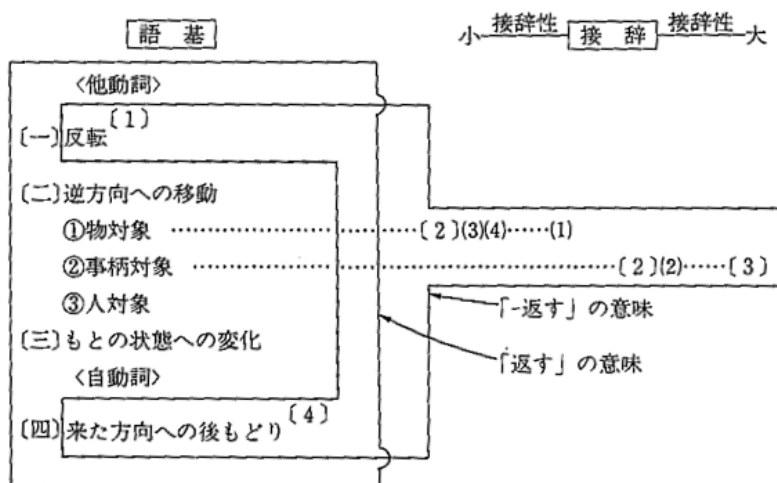 語基
小 接辞性 接辞 接辞性 大
〈他動詞〉
〔一〕反転〔1〕
〔二〕逆方向への移動
①物対象 ………〔2〕(3)(4)……(1)
②事柄対象 ………〔2〕(2)……〔3〕
③人対象
「-返す」の意味
〔三〕もとの状態への変化
「返す」の意味
〈自動詞〉
〔四〕来た方向への後もどり〔4〕